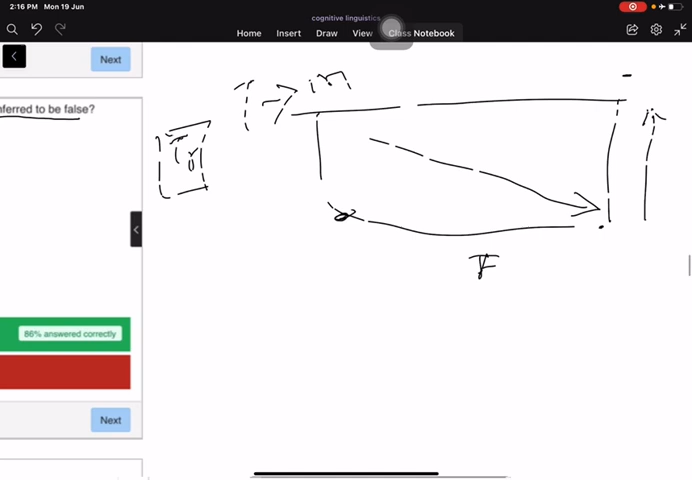 2:16 PM Mon 19 Jun
cognitive linguistics
Home Insert Draw View Class Notebook
Next
nferred to be false?
86% answered correctly
Next
F